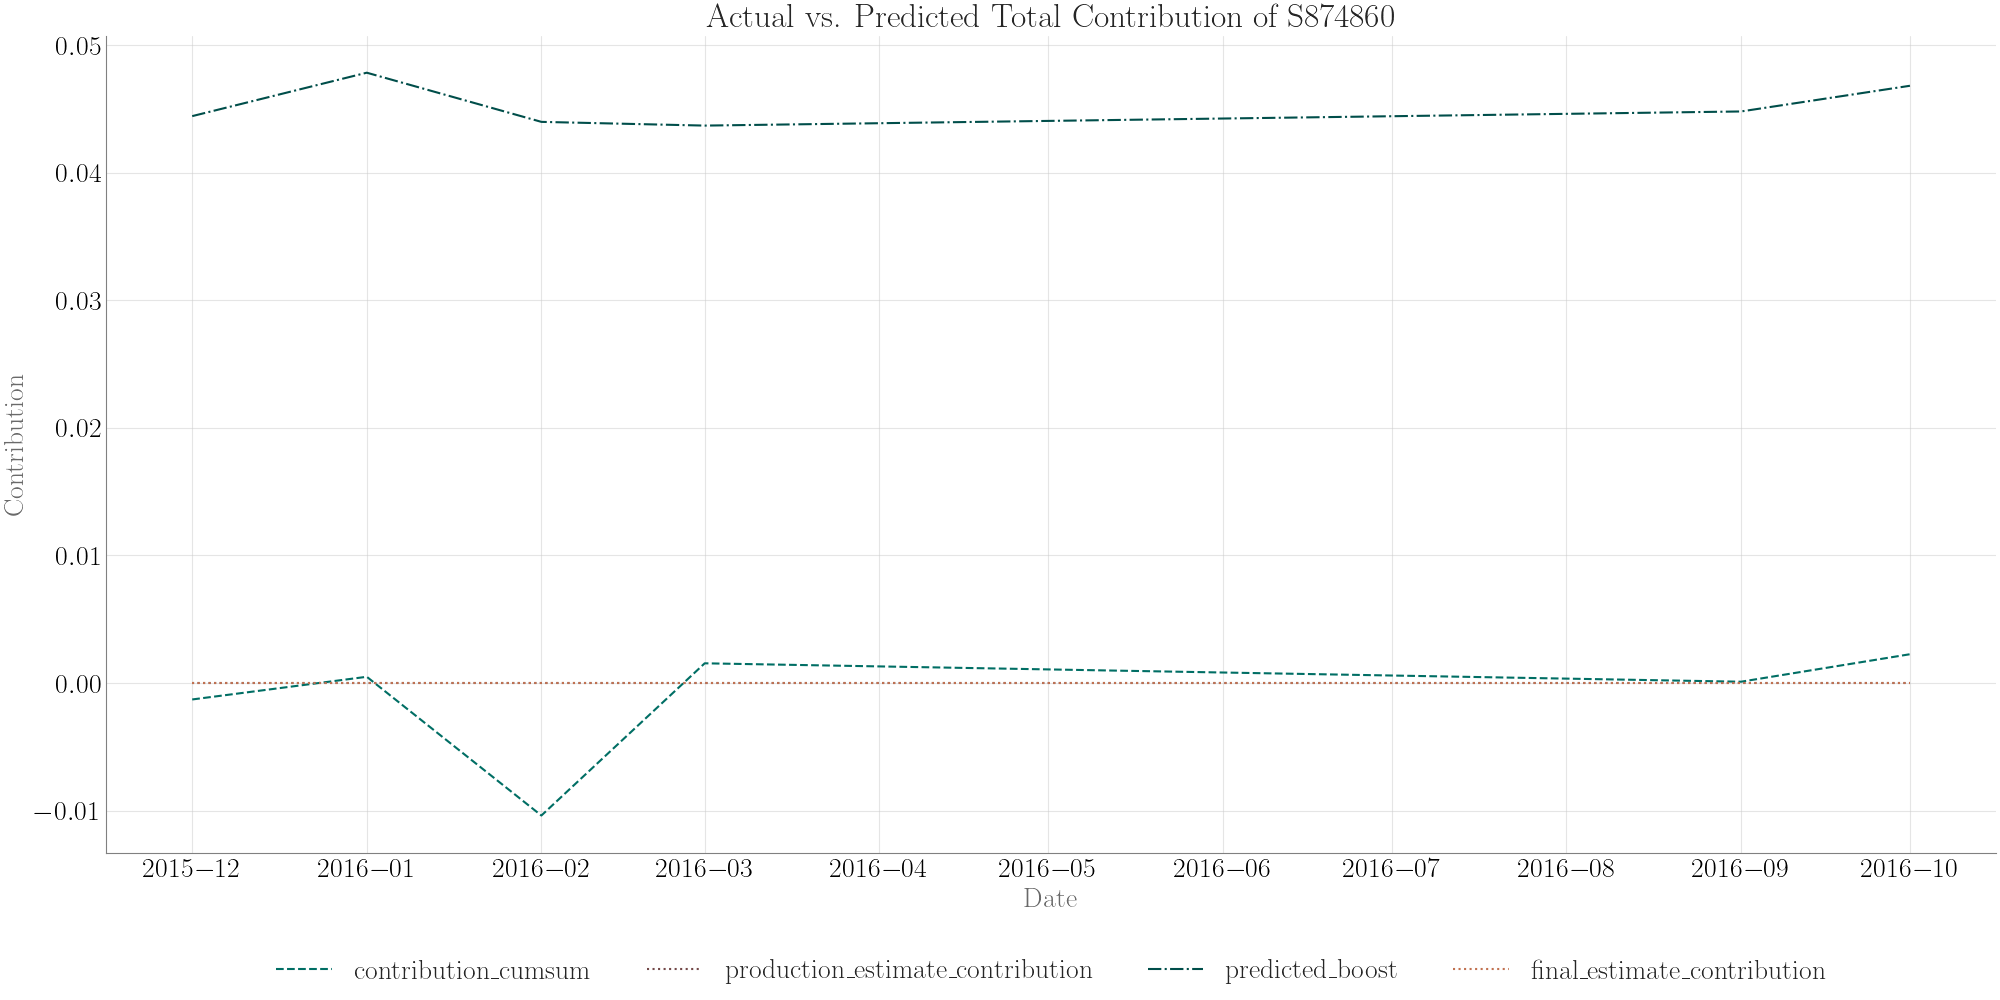 Actual vs. Predicted Total Contribution of S874860
0.05
0.04
0.03
0.02
0.01
0.00
−0.01
Contribution
2015−12 2016−01 2016−02 2016−03 2016−04 2016−05 2016−06 2016−07 2016−08 2016−09 2016−10
Date
contribution_cumsum production_estimate_contribution predicted_boost final_estimate_contribution